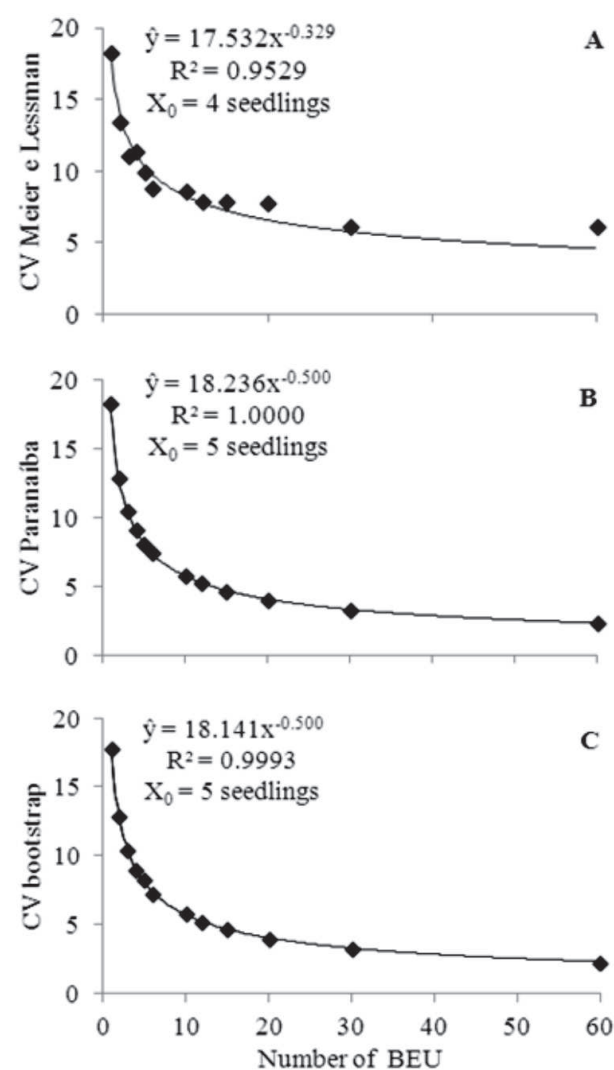 20
15
10
5
0
CV Meier e Lessman
ŷ = 17.532x^-0.329
R² = 0.9529
X₀ = 4 seedlings
A
20
15
10
5
0
CV Paranaíba
ŷ = 18.236x^-0.500
R² = 1.0000
X₀ = 5 seedlings
B
20
15
10
5
0
CV bootstrap
ŷ = 18.141x^-0.500
R² = 0.9993
X₀ = 5 seedlings
C
0 10 20 30 40 50 60
Number of BEU